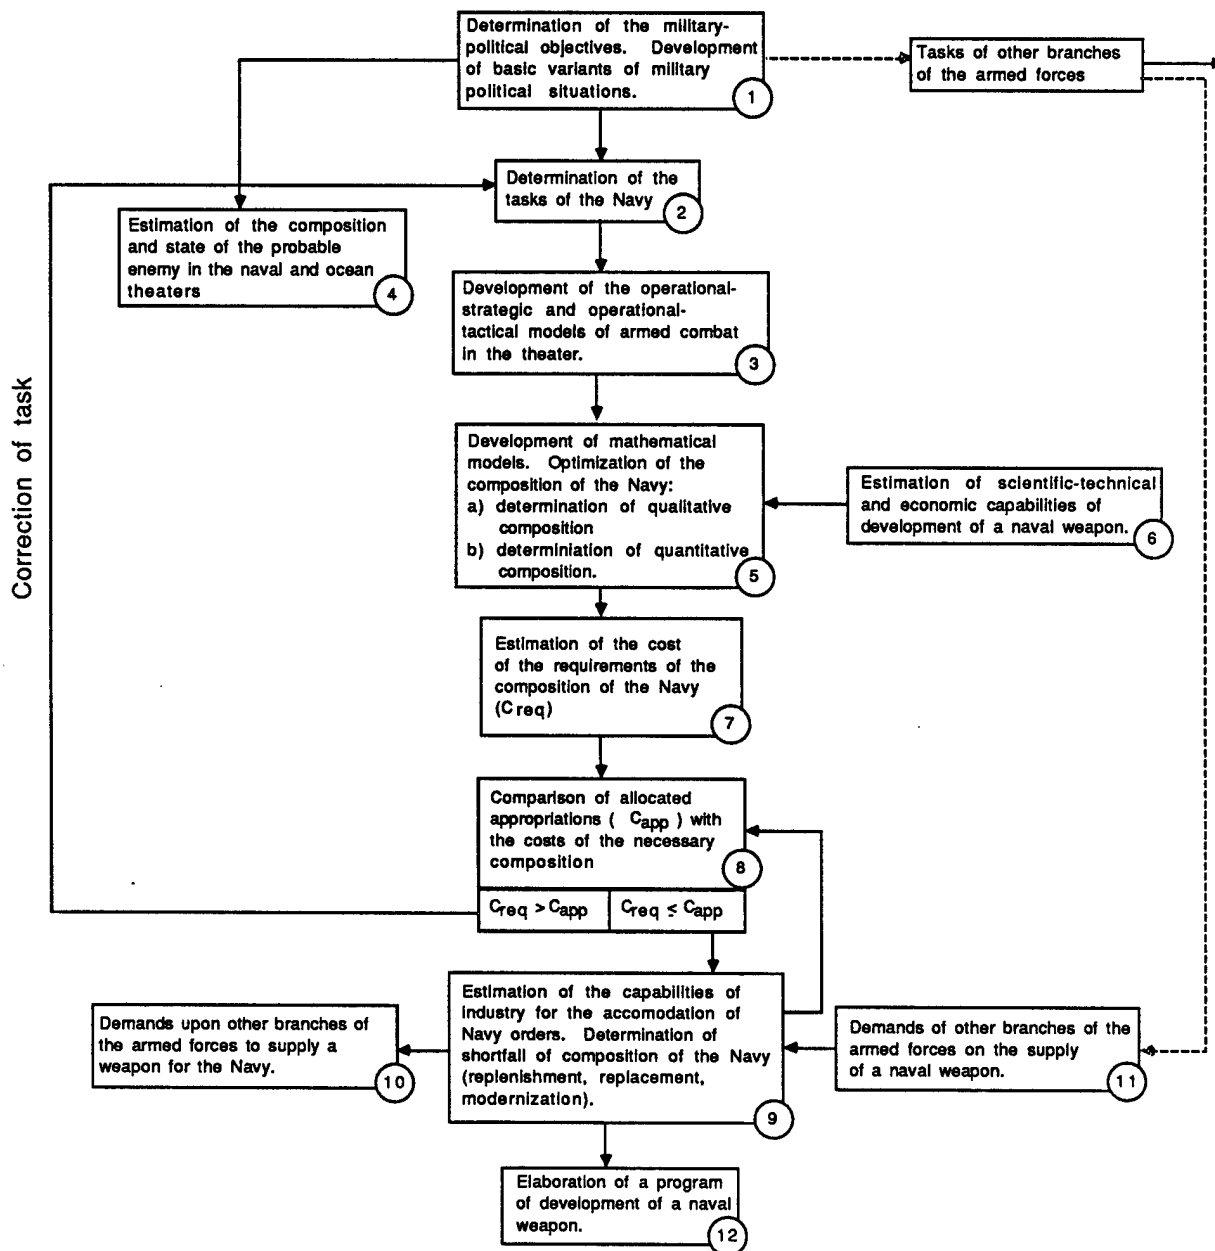 Determination of the military-
political objectives. Development
of basic variants of military
political situations.
1
Tasks of other branches
of the armed forces
Determination of the
tasks of the Navy
2
Estimation of the composition
and state of the probable
enemy in the naval and ocean
theaters
4
Development of the operational-
strategic and operational-
tactical models of armed combat
in the theater.
3
Correction of task
Development of mathematical
models. Optimization of the
composition of the Navy:
a) determination of qualitative
composition
b) determiniation of quantitative
composition.
5
Estimation of scientific-technical
and economic capabilities of
development of a naval weapon.
6
Estimation of the cost
of the requirements of the
composition of the Navy
(Creq)
7
Comparison of allocated
appropriations ( Capp ) with
the costs of the necessary
composition
8
Creq > Capp
Creq ≤ Capp
Estimation of the capabilities of
industry for the accomodation of
Navy orders. Determination of
shortfall of composition of the Navy
(replenishment, replacement,
modernization).
9
Demands upon other branches of
the armed forces to supply a
weapon for the Navy.
10
Demands of other branches of the
armed forces on the supply
of a naval weapon.
11
Elaboration of a program
of development of a naval
weapon.
12